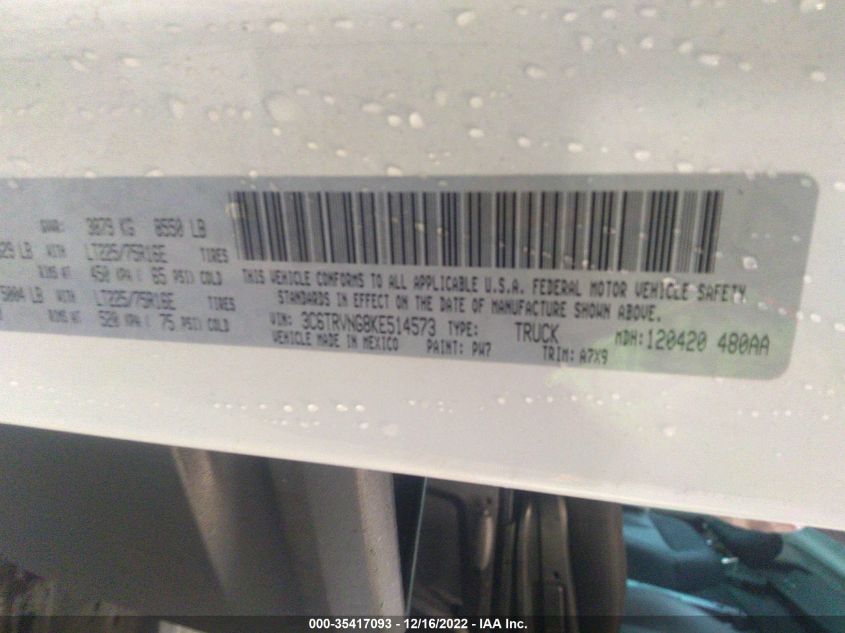 GVWR: 3879 KG 8550 LB
29 LB WITH LT225/75R16E TIRES
RIMS AT 450 KPA ( 65 PSI) COLD
5004 LB WITH LT225/75R16E TIRES
520 KPA ( 75 PSI) COLD
THIS VEHICLE CONFORMS TO ALL APPLICABLE U.S.A. FEDERAL MOTOR VEHICLE SAFETY
STANDARDS IN EFFECT ON THE DATE OF MANUFACTURE SHOWN ABOVE.
VIN: 3C6TRVNG8KE514573 TYPE: TRUCK MDH:120420 480AA
VEHICLE MADE IN MEXICO PAINT: PW7 TRIM: A7X9
000-35417093 - 12/16/2022 - IAA Inc.